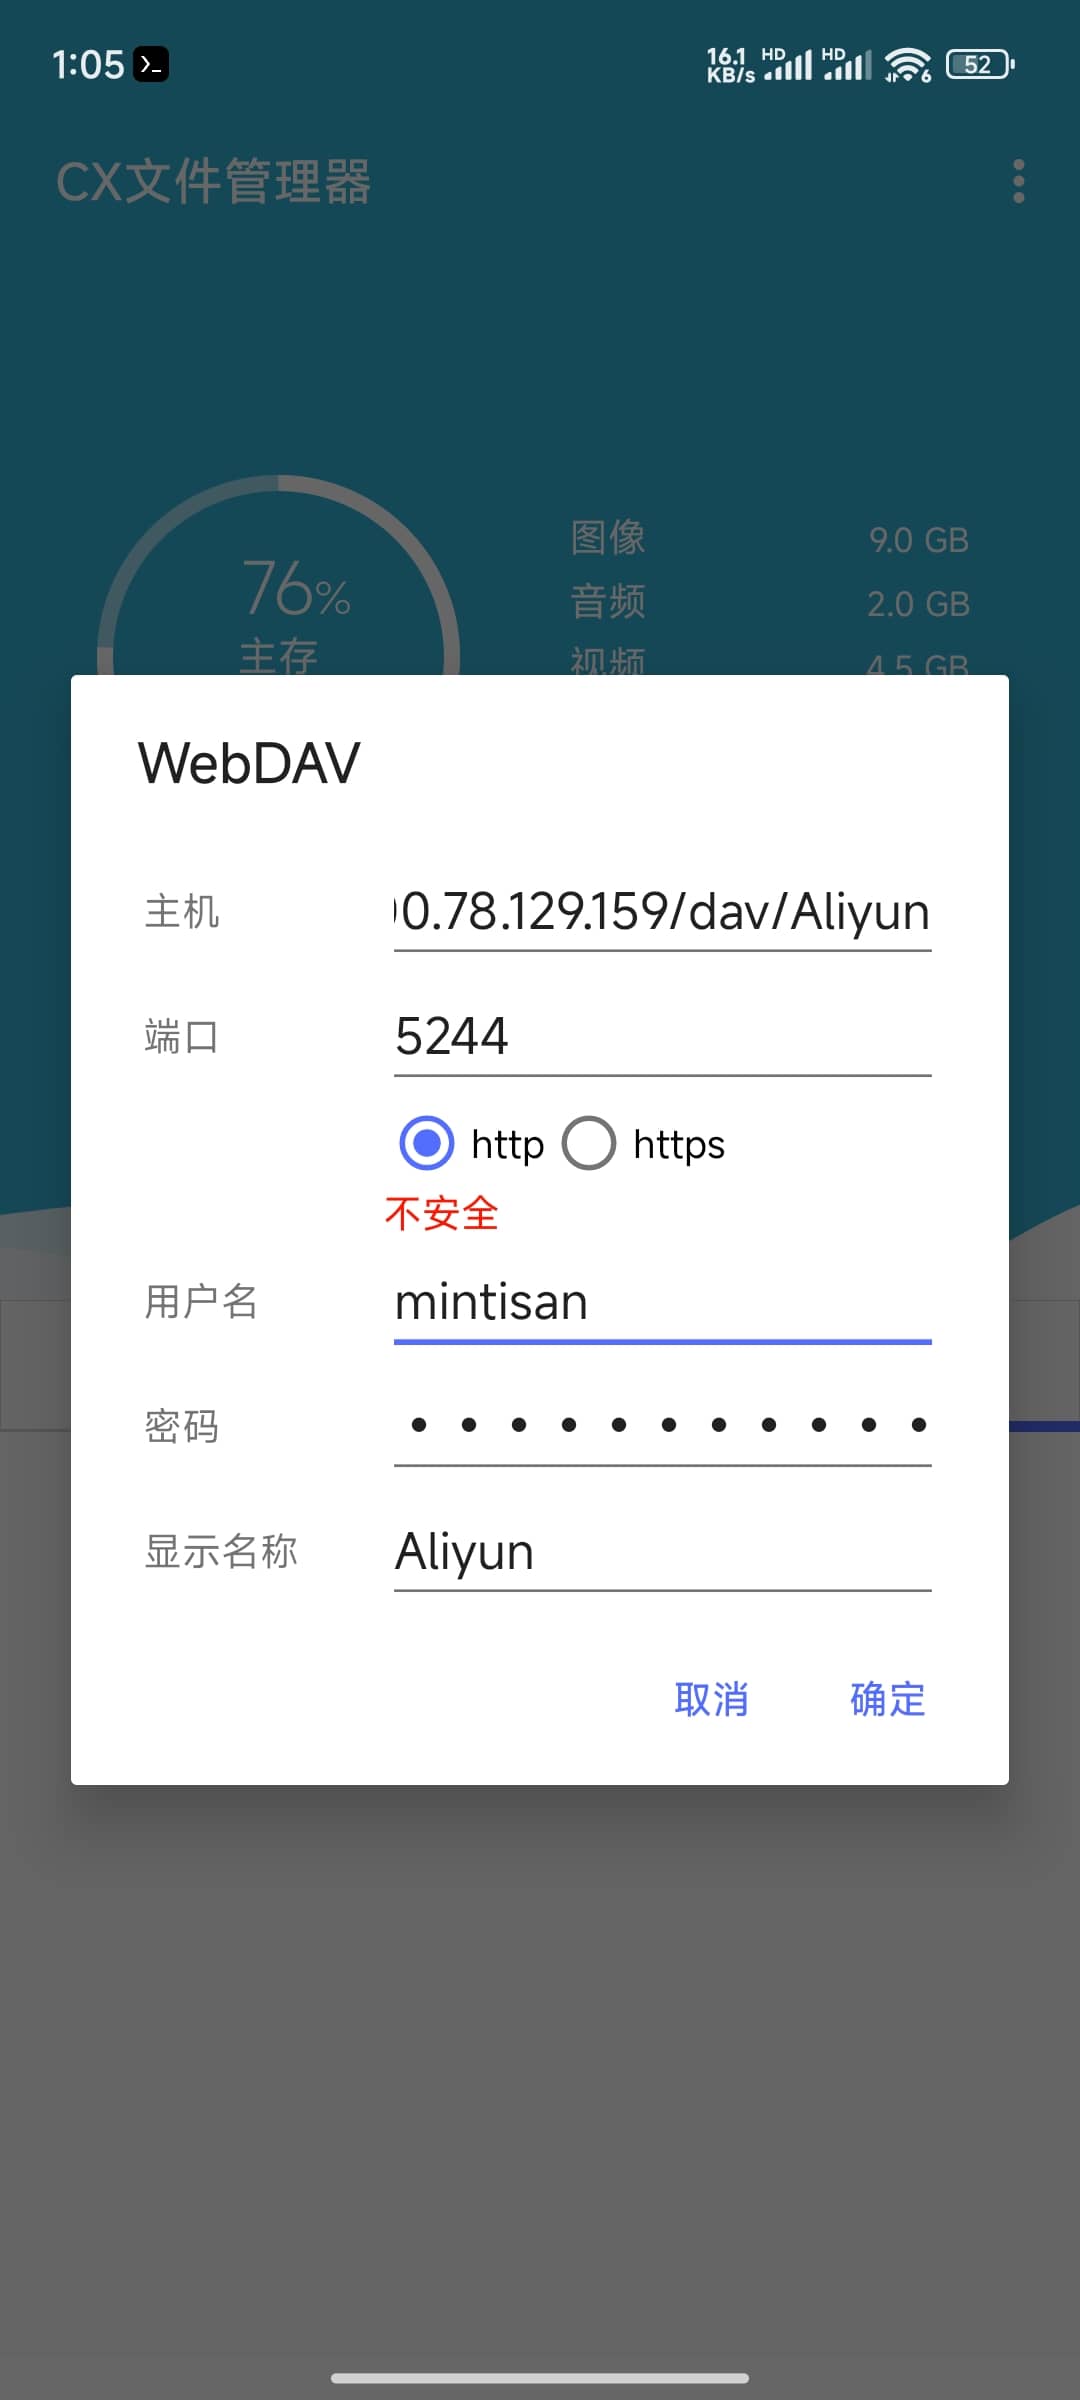 1:05 16.1 KB/s HD HD 6 52
CX文件管理器
76%
主存
图像 9.0 GB
音频 2.0 GB
视频 4.5 GB
WebDAV
主机 0.78.129.159/dav/Aliyun
端口 5244
http https
不安全
用户名 mintisan
密码 • • • • • • • • • • •
显示名称 Aliyun
取消 确定